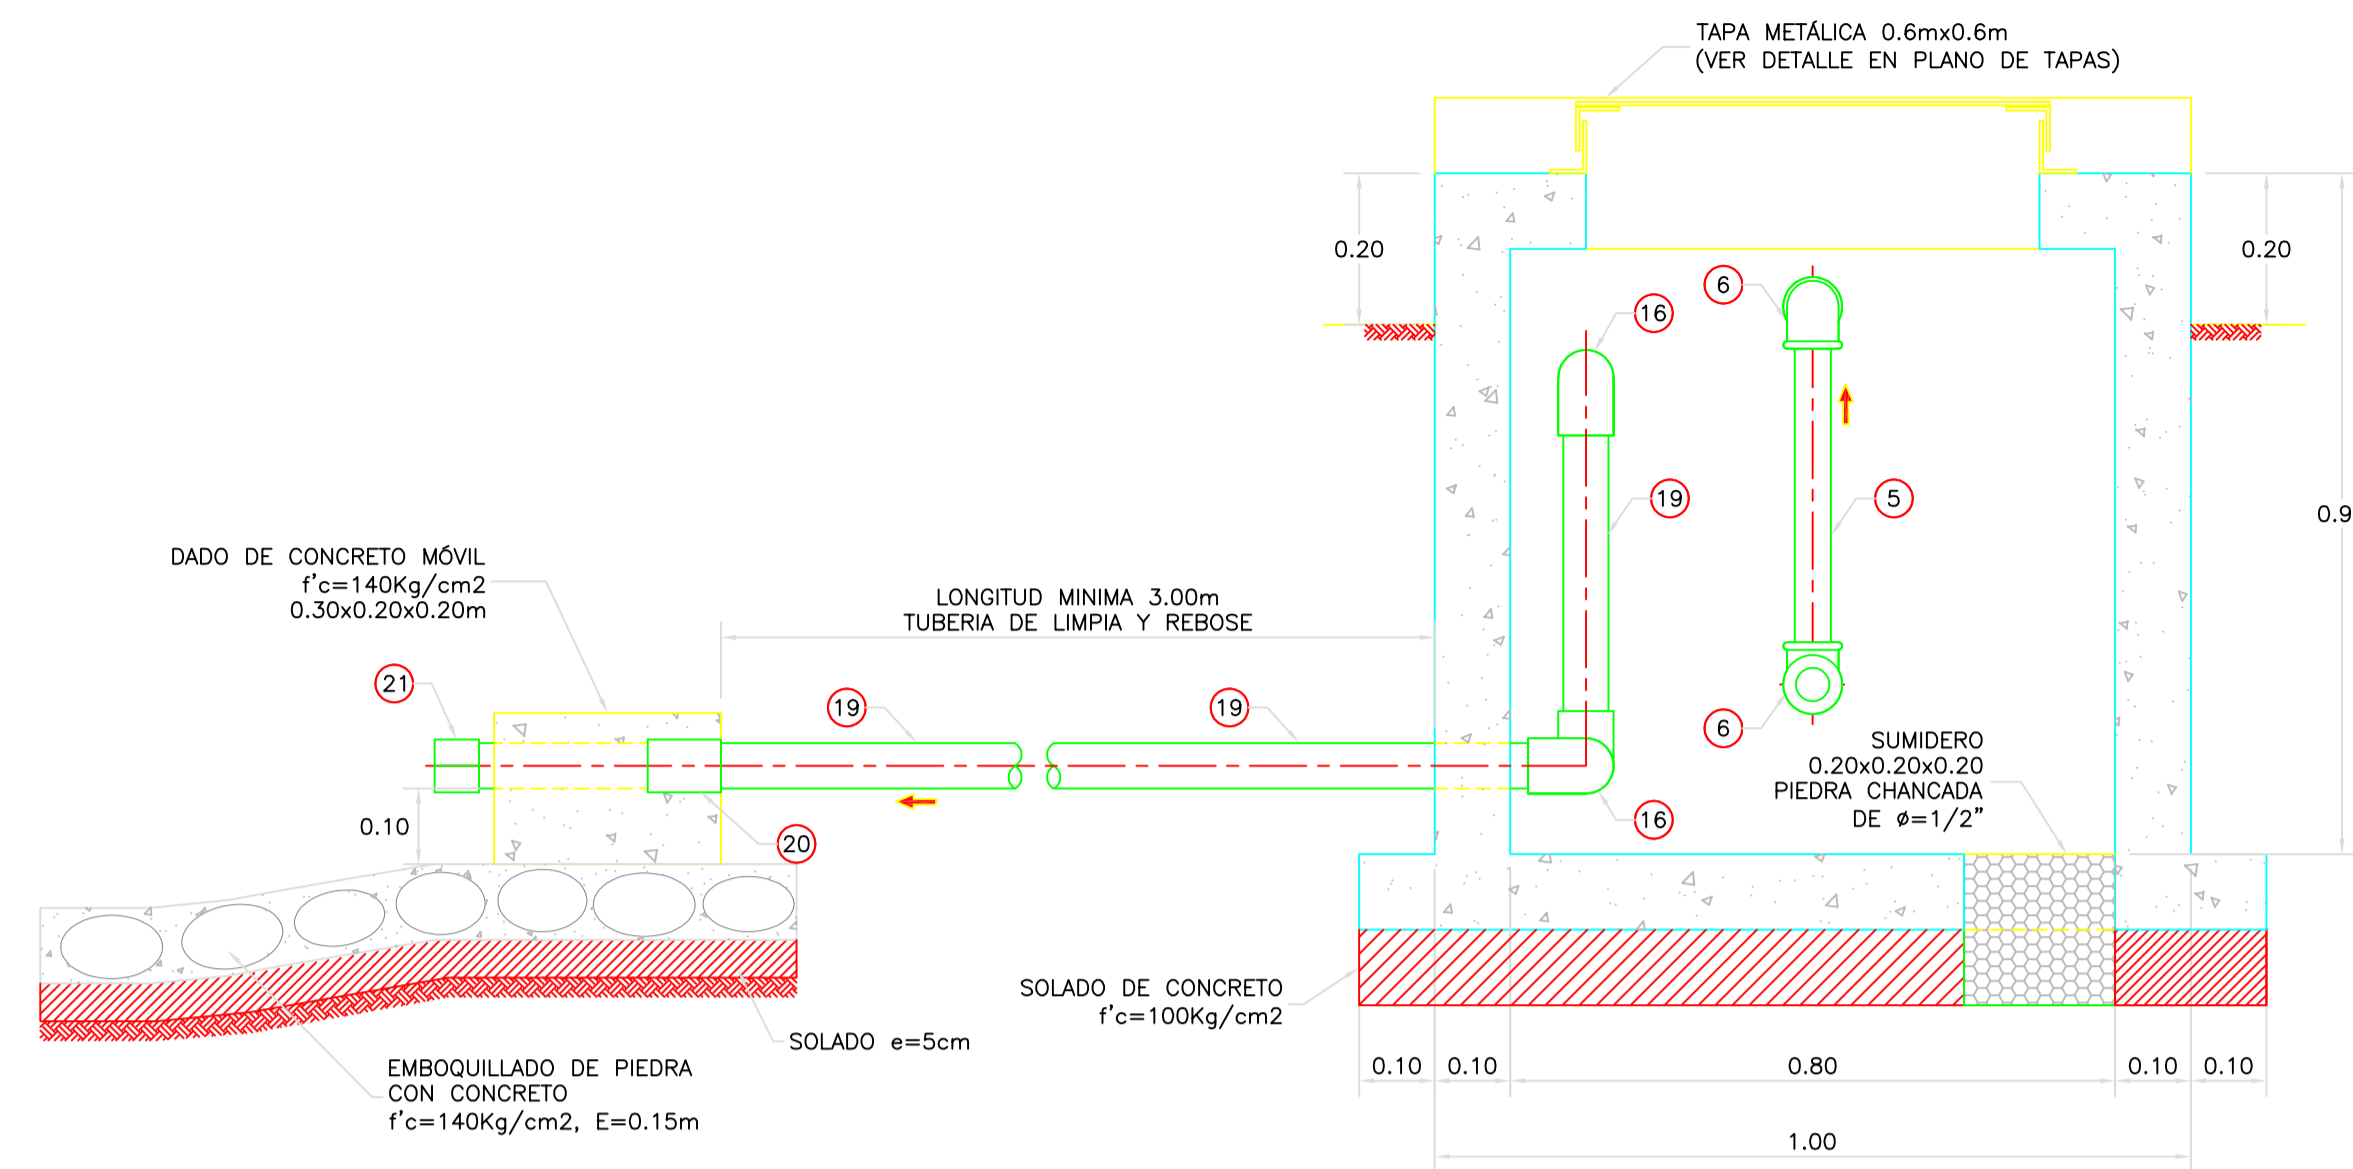 TAPA METÁLICA 0.6mx0.6m
(VER DETALLE EN PLANO DE TAPAS)
0.20
0.20
6
16
19
5
0.9
DADO DE CONCRETO MÓVIL
f'c=140Kg/cm2
0.30x0.20x0.20m
LONGITUD MINIMA 3.00m
TUBERIA DE LIMPIA Y REBOSE
21
19
19
6
SUMIDERO
0.20x0.20x0.20
PIEDRA CHANCADA
DE ø=1/2"
0.10
20
16
SOLADO DE CONCRETO
f'c=100Kg/cm2
SOLADO e=5cm
EMBOQUILLADO DE PIEDRA
CON CONCRETO
f'c=140Kg/cm2, E=0.15m
0.10 0.10 0.80 0.10 0.10
1.00